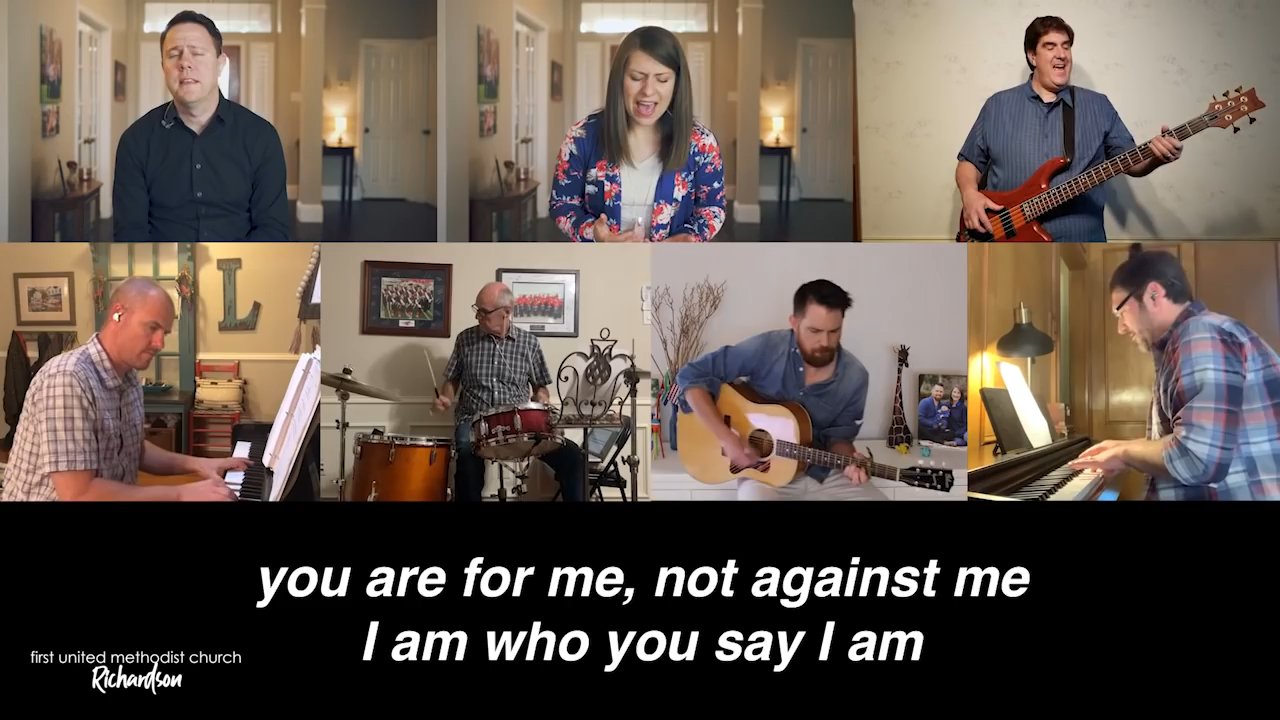 L
you are for me, not against me
I am who you say I am
first united methodist church
Richardson